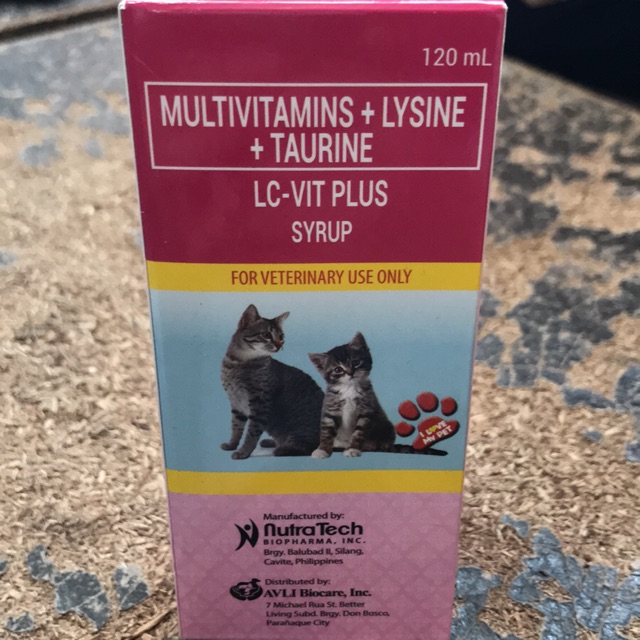 120 mL
MULTIVITAMINS + LYSINE
+ TAURINE
LC-VIT PLUS
SYRUP
FOR VETERINARY USE ONLY
I LOVE
MY PET
Manufactured by:
NutraTech
BIOPHARMA, INC.
Brgy. Balubad II, Silang,
Cavite, Philippines
Distributed by:
AVLI Biocare, Inc.
7 Michael Rua St. Better
Living Subd. Brgy. Don Bosco,
Parañaque City